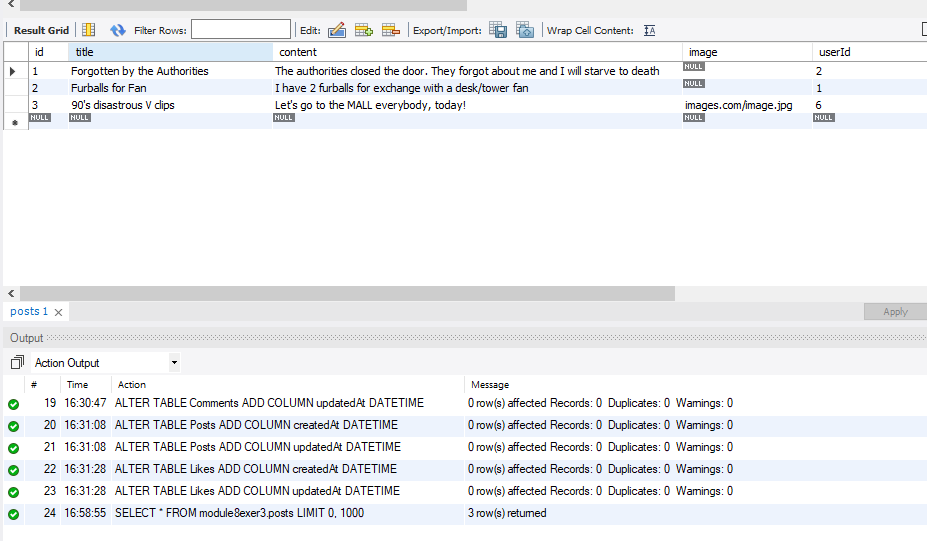 Result Grid Filter Rows: Edit: Export/Import: Wrap Cell Content:
id title content image userId
1 Forgotten by the Authorities The authorities closed the door. They forgot about me and I will starve to death NULL 2
2 Furballs for Fan I have 2 furballs for exchange with a desk/tower fan NULL 1
3 90's disastrous V clips Let's go to the MALL everybody, today! images.com/image.jpg 6
NULL NULL NULL NULL NULL
posts 1 Apply
Output
Action Output
# Time Action Message
19 16:30:47 ALTER TABLE Comments ADD COLUMN updatedAt DATETIME 0 row(s) affected Records: 0 Duplicates: 0 Warnings: 0
20 16:31:08 ALTER TABLE Posts ADD COLUMN createdAt DATETIME 0 row(s) affected Records: 0 Duplicates: 0 Warnings: 0
21 16:31:08 ALTER TABLE Posts ADD COLUMN updatedAt DATETIME 0 row(s) affected Records: 0 Duplicates: 0 Warnings: 0
22 16:31:28 ALTER TABLE Likes ADD COLUMN createdAt DATETIME 0 row(s) affected Records: 0 Duplicates: 0 Warnings: 0
23 16:31:28 ALTER TABLE Likes ADD COLUMN updatedAt DATETIME 0 row(s) affected Records: 0 Duplicates: 0 Warnings: 0
24 16:58:55 SELECT * FROM module8exer3.posts LIMIT 0, 1000 3 row(s) returned